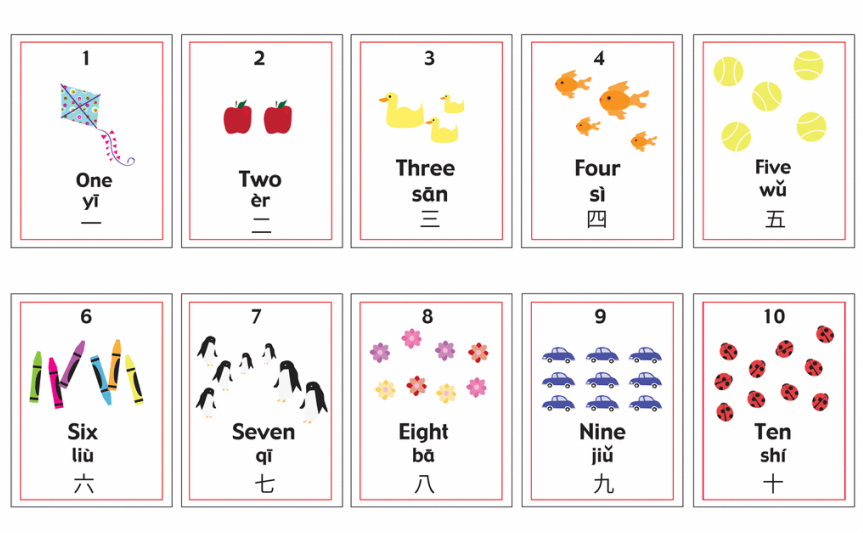 1
One
yī
一
2
Two
èr
二
3
Three
sān
三
4
Four
sì
四
Five
wǔ
五
6
Six
liù
六
7
Seven
qī
七
8
Eight
bā
八
9
Nine
jiǔ
九
10
Ten
shí
十